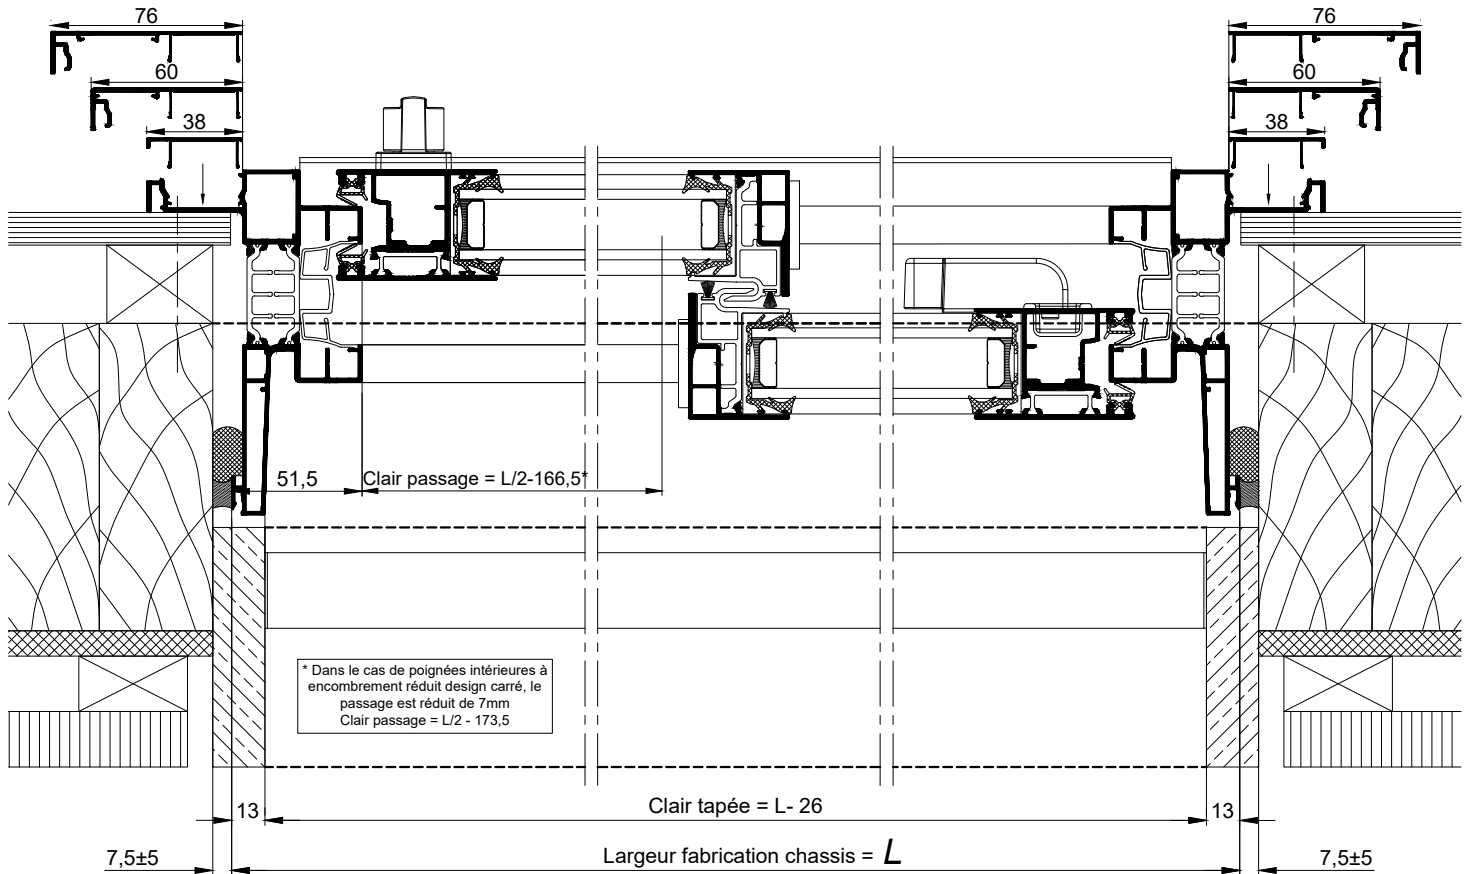 76
76
60
60
38
38
51,5
Clair passage = L/2-166,5*
* Dans le cas de poignées intérieures à
encombrement réduit design carré, le
passage est réduit de 7mm
Clair passage = L/2 - 173,5
13
Clair tapée = L- 26
13
7,5±5
Largeur fabrication chassis = L
7,5±5